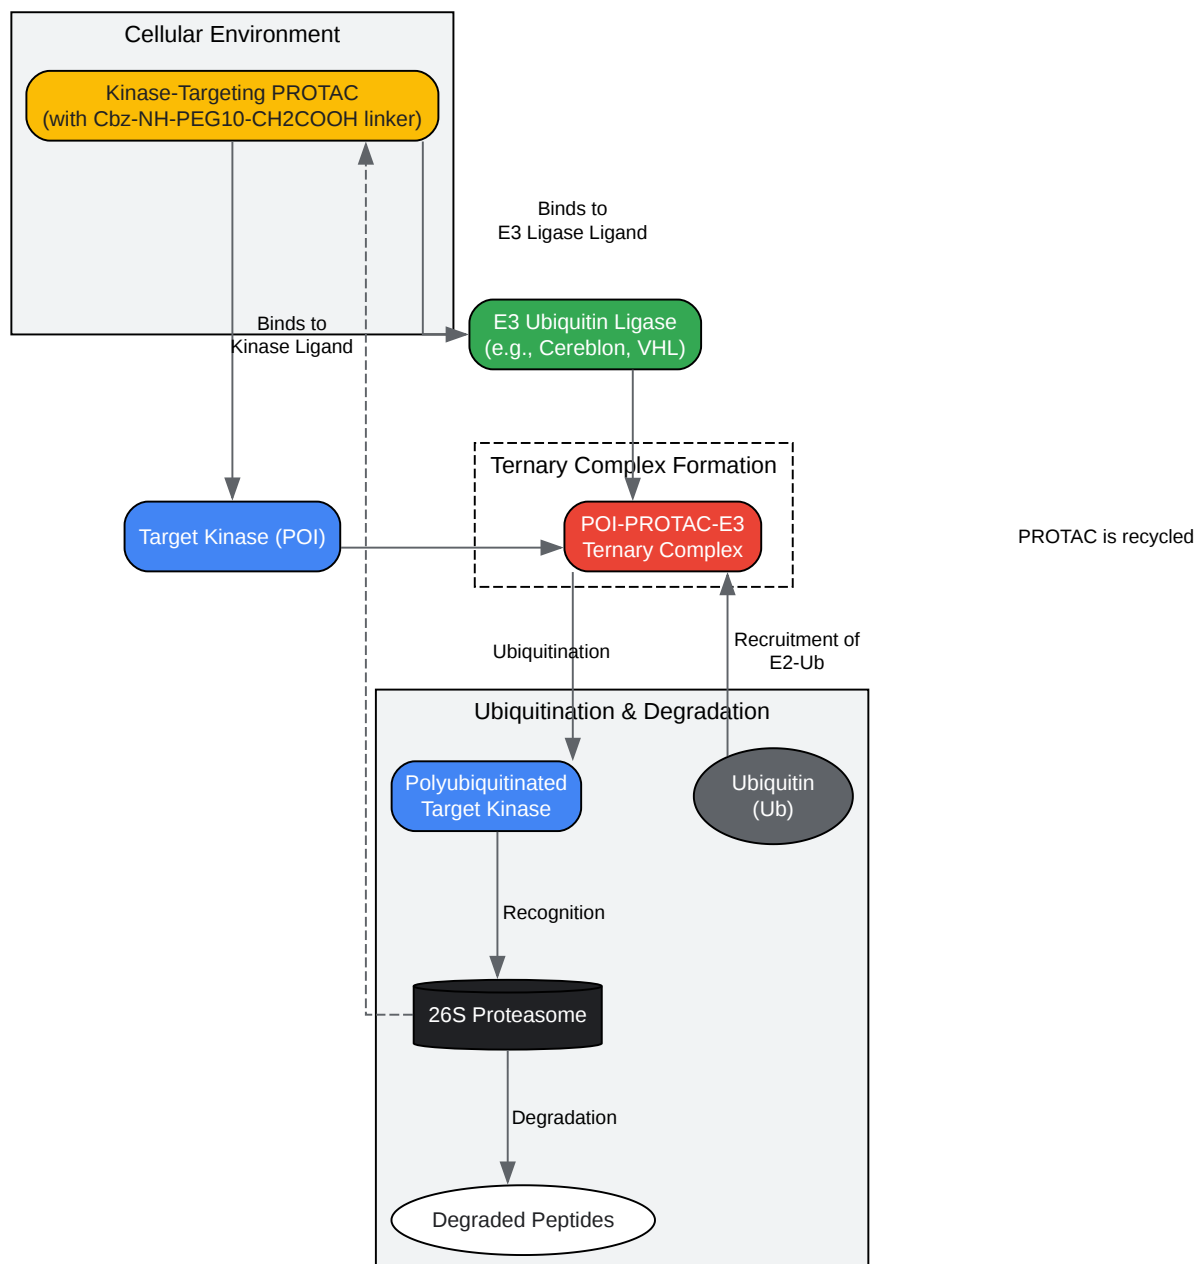 Cellular Environment
Kinase-Targeting PROTAC
(with Cbz-NH-PEG10-CH2COOH linker)
Binds to
E3 Ligase Ligand
Binds to
Kinase Ligand
E3 Ubiquitin Ligase
(e.g., Cereblon, VHL)
Ternary Complex Formation
Target Kinase (POI)
POI-PROTAC-E3
Ternary Complex
PROTAC is recycled
Ubiquitination
Recruitment of
E2-Ub
Ubiquitination & Degradation
Polyubiquitinated
Target Kinase
Ubiquitin
(Ub)
Recognition
26S Proteasome
Degradation
Degraded Peptides